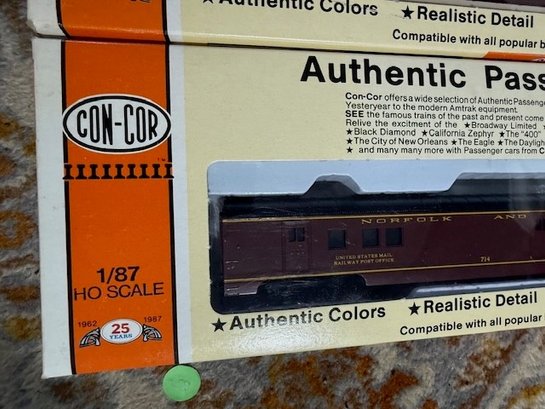 ★Authentic Colors ★Realistic Detail
Compatible with all popular b
CON-COR
TM
1/87
HO SCALE
1962 25 YEARS 1987
Authentic Pass
Con-Cor offers a wide selection of Authentic Passenge
Yesteryear to the modern Amtrak equipment.
SEE the famous trains of the past and present come
Relive the excitement of the ★Broadway Limited
★Black Diamond ★California Zephyr ★The "400"
★The City of New Orleans ★The Eagle ★The Dayligh
★ and many many more with Passenger cars from C
NORFOLK AND
UNITED STATES MAIL
RAILWAY POST OFFICE
714
★Authentic Colors ★Realistic Detail
Compatible with all popular